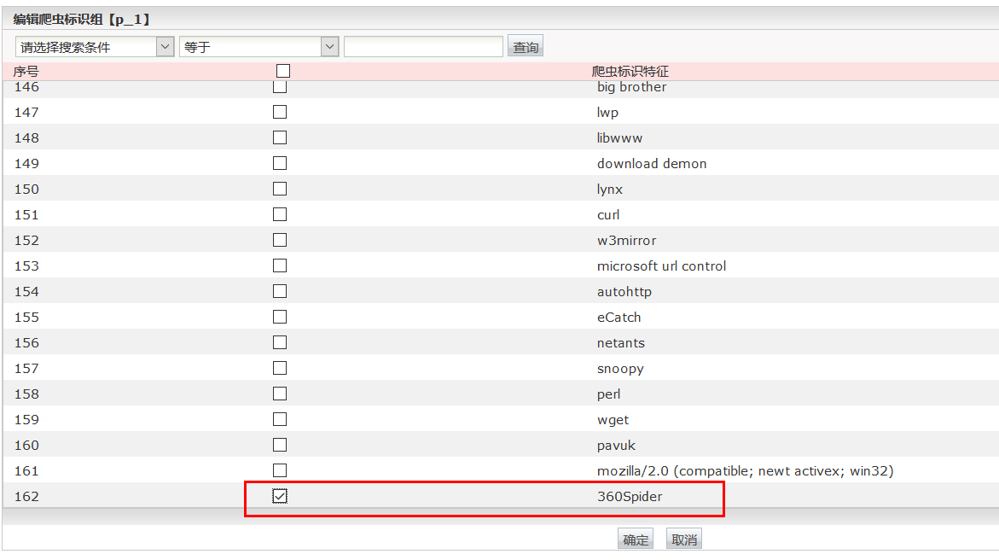 编辑爬虫标识组【p_1】
请选择搜索条件 等于 查询
序号 爬虫标识特征
146 big brother
147 lwp
148 libwww
149 download demon
150 lynx
151 curl
152 w3mirror
153 microsoft url control
154 autohttp
155 eCatch
156 netants
157 snoopy
158 perl
159 wget
160 pavuk
161 mozilla/2.0 (compatible; newt activex; win32)
162 360Spider
确定 取消